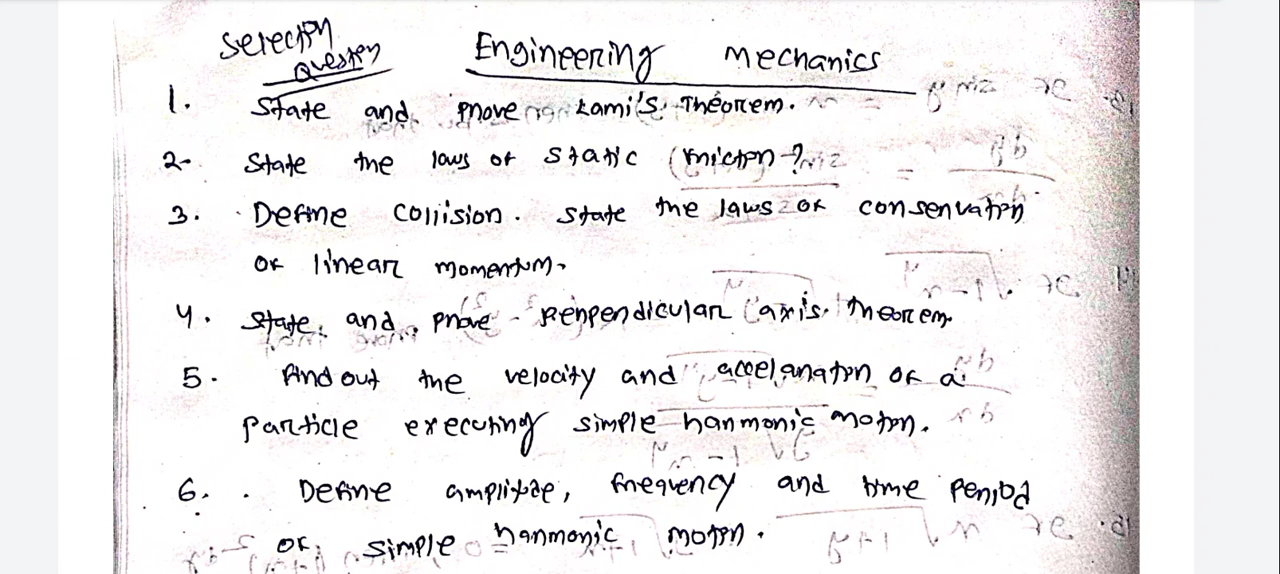 Selection Question
Engineering Mechanics
1. State and prove Lami's Theorem.
2- State the laws of static friction?
3. Define Collision. State the laws of conservation
of linear momentum.
4. State and prove perpendicular axis theorem.
5. find out the velocity and accelaration of a
particle executing simple harmonic motion.
6. Define amplitude, frequency and time period
of simple harmonic motion.